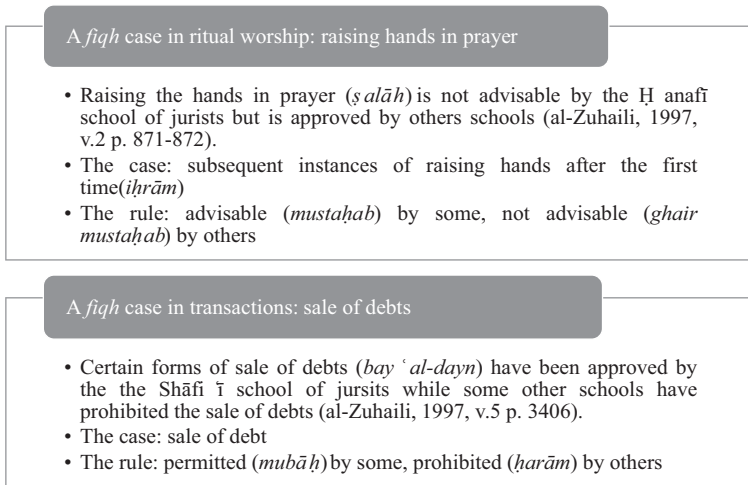 A fiqh case in ritual worship: raising hands in prayer
• Raising the hands in prayer (ṣ alāh) is not advisable by the Ḥ anafī
school of jurists but is approved by others schools (al-Zuhaili, 1997,
v.2 p. 871-872).
• The case: subsequent instances of raising hands after the first
time(iḥrām)
• The rule: advisable (mustaḥab) by some, not advisable (ghair
mustaḥab) by others
A fiqh case in transactions: sale of debts
• Certain forms of sale of debts (bay ʿ al-dayn) have been approved by
the the Shāfi ī school of jursits while some other schools have
prohibited the sale of debts (al-Zuhaili, 1997, v.5 p. 3406).
• The case: sale of debt
• The rule: permitted (mubāḥ) by some, prohibited (ḥarām) by others